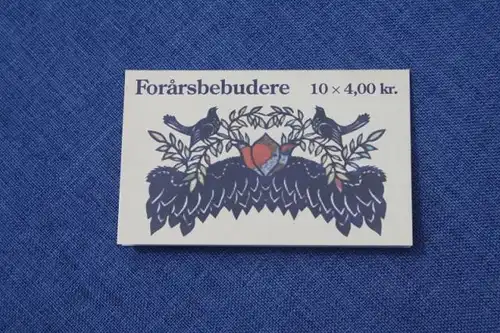 Forårsbebudere 10 × 4,00 kr.